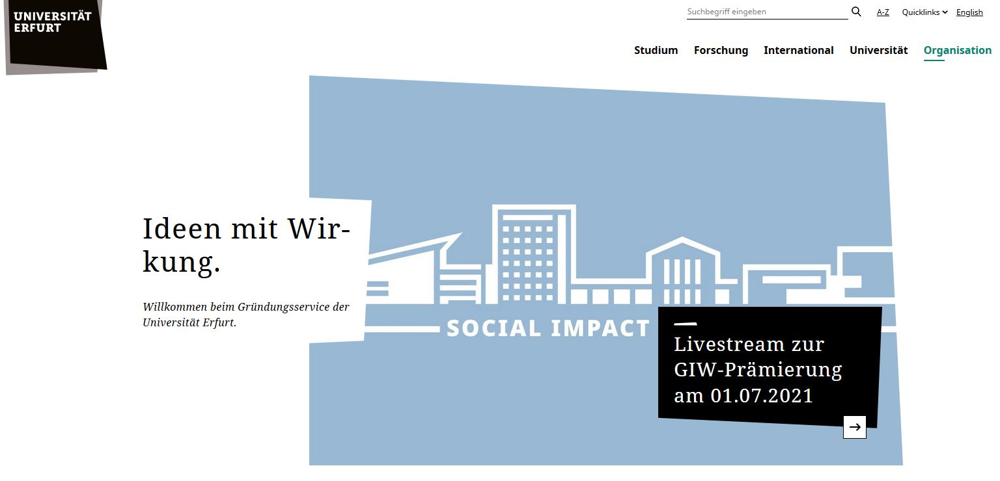 UNIVERSITÄT
ERFURT
Suchbegriff eingeben
A-Z
Quicklinks
English
Studium
Forschung
International
Universität
Organisation
Ideen mit Wir-
kung.
Willkommen beim Gründungsservice der
Universität Erfurt.
SOCIAL IMPACT
Livestream zur
GIW-Prämierung
am 01.07.2021